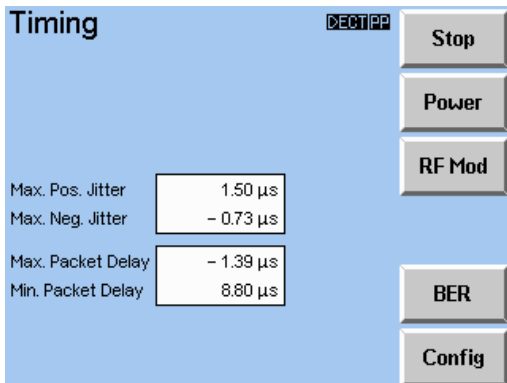 Timing
DECT PP
Stop
Power
RF Mod
Max. Pos. Jitter 1.50 µs
Max. Neg. Jitter – 0.73 µs
Max. Packet Delay – 1.39 µs
Min. Packet Delay 8.80 µs
BER
Config